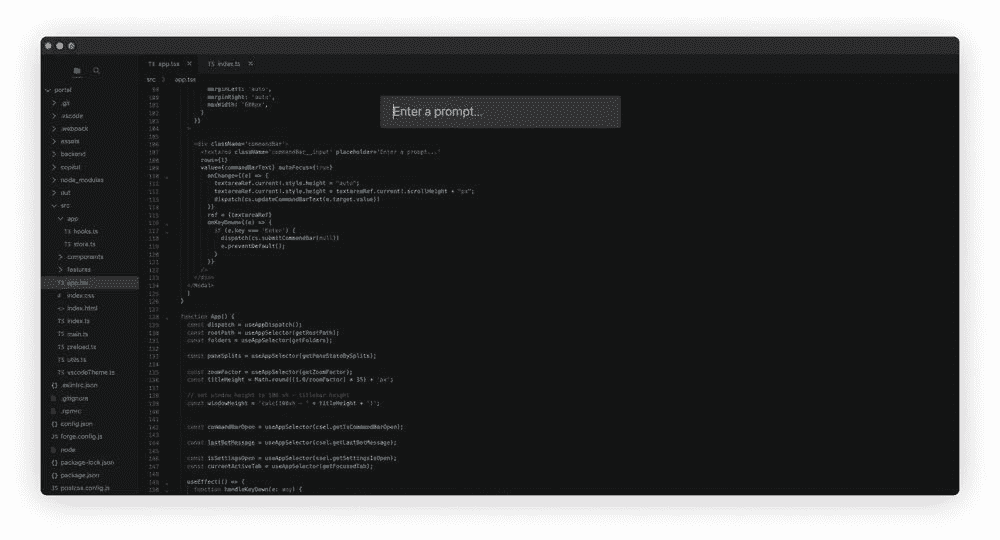 TS app.tsx ✕ TS index.ts ✕
src > app.tsx
Enter a prompt...
portal
.git
.vscode
.webpack
assets
backend
copilot
node_modules
out
src
app
TS hooks.ts
TS store.ts
components
features
TS app.tsx
# index.css
<> index.html
TS index.ts
TS main.ts
TS preload.ts
TS utils.ts
TS vscodeTheme.ts
{} .eslintrc.json
.gitignore
.npmrc
{} config.json
JS forge.config.js
node
{} package-lock.json
{} package.json
JS postcss.config.js
99 marginLeft: 'auto',
100 marginRight: 'auto',
101 maxWidth: '600px',
102 }
103 }}
104 >
105
106 <div className='commandBar'>
107 <textarea className='commandBar__input' placeholder='Enter a prompt...'
108 rows={1}
109 value={commandBarText} autoFocus={true}
110 onChange={(e) => {
111 textareaRef.current!.style.height = "auto";
112 textareaRef.current!.style.height = textareaRef.current!.scrollHeight + "px";
113 dispatch(cs.updateCommandBarText(e.target.value))
114 }}
115 ref = {textareaRef}
116 onKeyDown={(e) => {
117 if (e.key === 'Enter') {
118 dispatch(cs.submitCommandBar(null))
119 e.preventDefault();
120 }
121 }}
122 />
123 </div>
124 </Modal>
125 )
126 }
127
128 function App() {
129 const dispatch = useAppDispatch();
130 const rootPath = useAppSelector(getRootPath);
131 const folders = useAppSelector(getFolders);
132
133 const paneSplits = useAppSelector(getPaneStateBySplits);
134
135 const zoomFactor = useAppSelector(getZoomFactor);
136 const titleHeight = Math.round((1.0/zoomFactor) * 35) + 'px';
137
138 // set window height to 100 vh - titlebar height
139 const windowHeight = 'calc(100vh - ' + titleHeight + ')';
140
141
142 const commandBarOpen = useAppSelector(csel.getIsCommandBarOpen);
143
144 const lastBotMessage = useAppSelector(csel.getLastBotMessage);
145
146 const isSettingsOpen = useAppSelector(ssel.getSettingsIsOpen);
147 const currentActiveTab = useAppSelector(getFocusedTab);
148
149 useEffect(() => {
150 function handleKeyDown(e: any) {